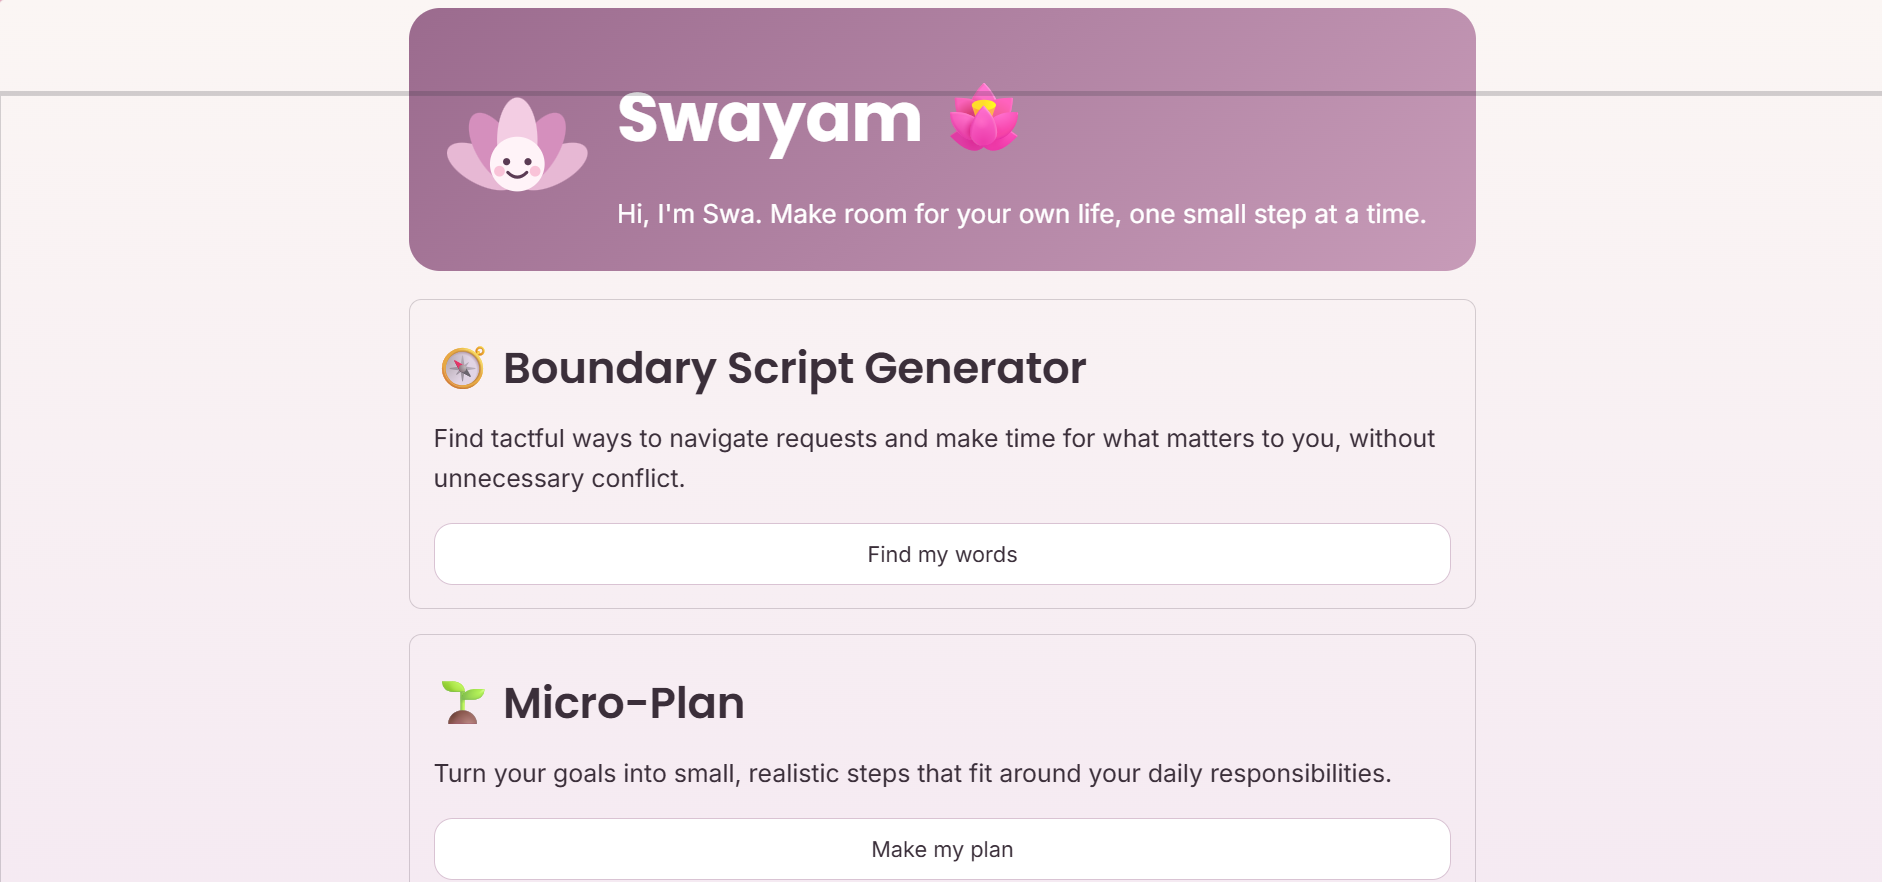 Swayam 🪷
Hi, I'm Swa. Make room for your own life, one small step at a time.
🧭 Boundary Script Generator
Find tactful ways to navigate requests and make time for what matters to you, without
unnecessary conflict.
Find my words
🌱 Micro-Plan
Turn your goals into small, realistic steps that fit around your daily responsibilities.
Make my plan